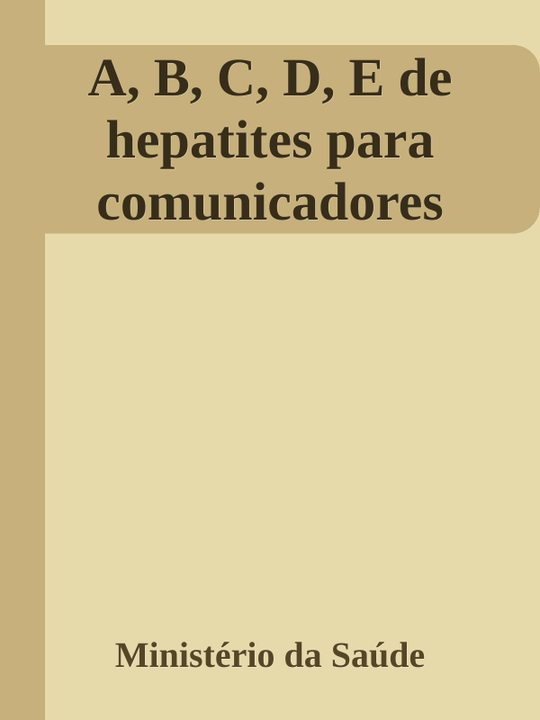 A, B, C, D, E de
hepatites para
comunicadores
Ministério da Saúde